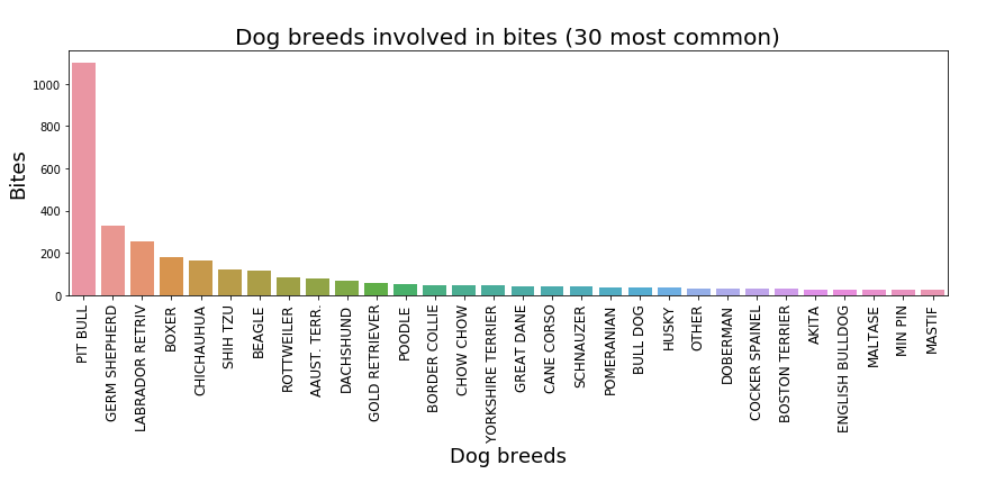 Dog breeds involved in bites (30 most common)
Bites
1000
800
600
400
200
0
PIT BULL
GERM SHEPHERD
LABRADOR RETRIV
BOXER
CHICHAUHUA
SHIH TZU
BEAGLE
ROTTWEILER
AAUST. TERR.
DACHSHUND
GOLD RETRIEVER
POODLE
BORDER COLLIE
CHOW CHOW
YORKSHIRE TERRIER
GREAT DANE
CANE CORSO
SCHNAUZER
POMERANIAN
BULL DOG
HUSKY
OTHER
DOBERMAN
COCKER SPAINEL
BOSTON TERRIER
AKITA
ENGLISH BULLDOG
MALTASE
MIN PIN
MASTIF
Dog breeds